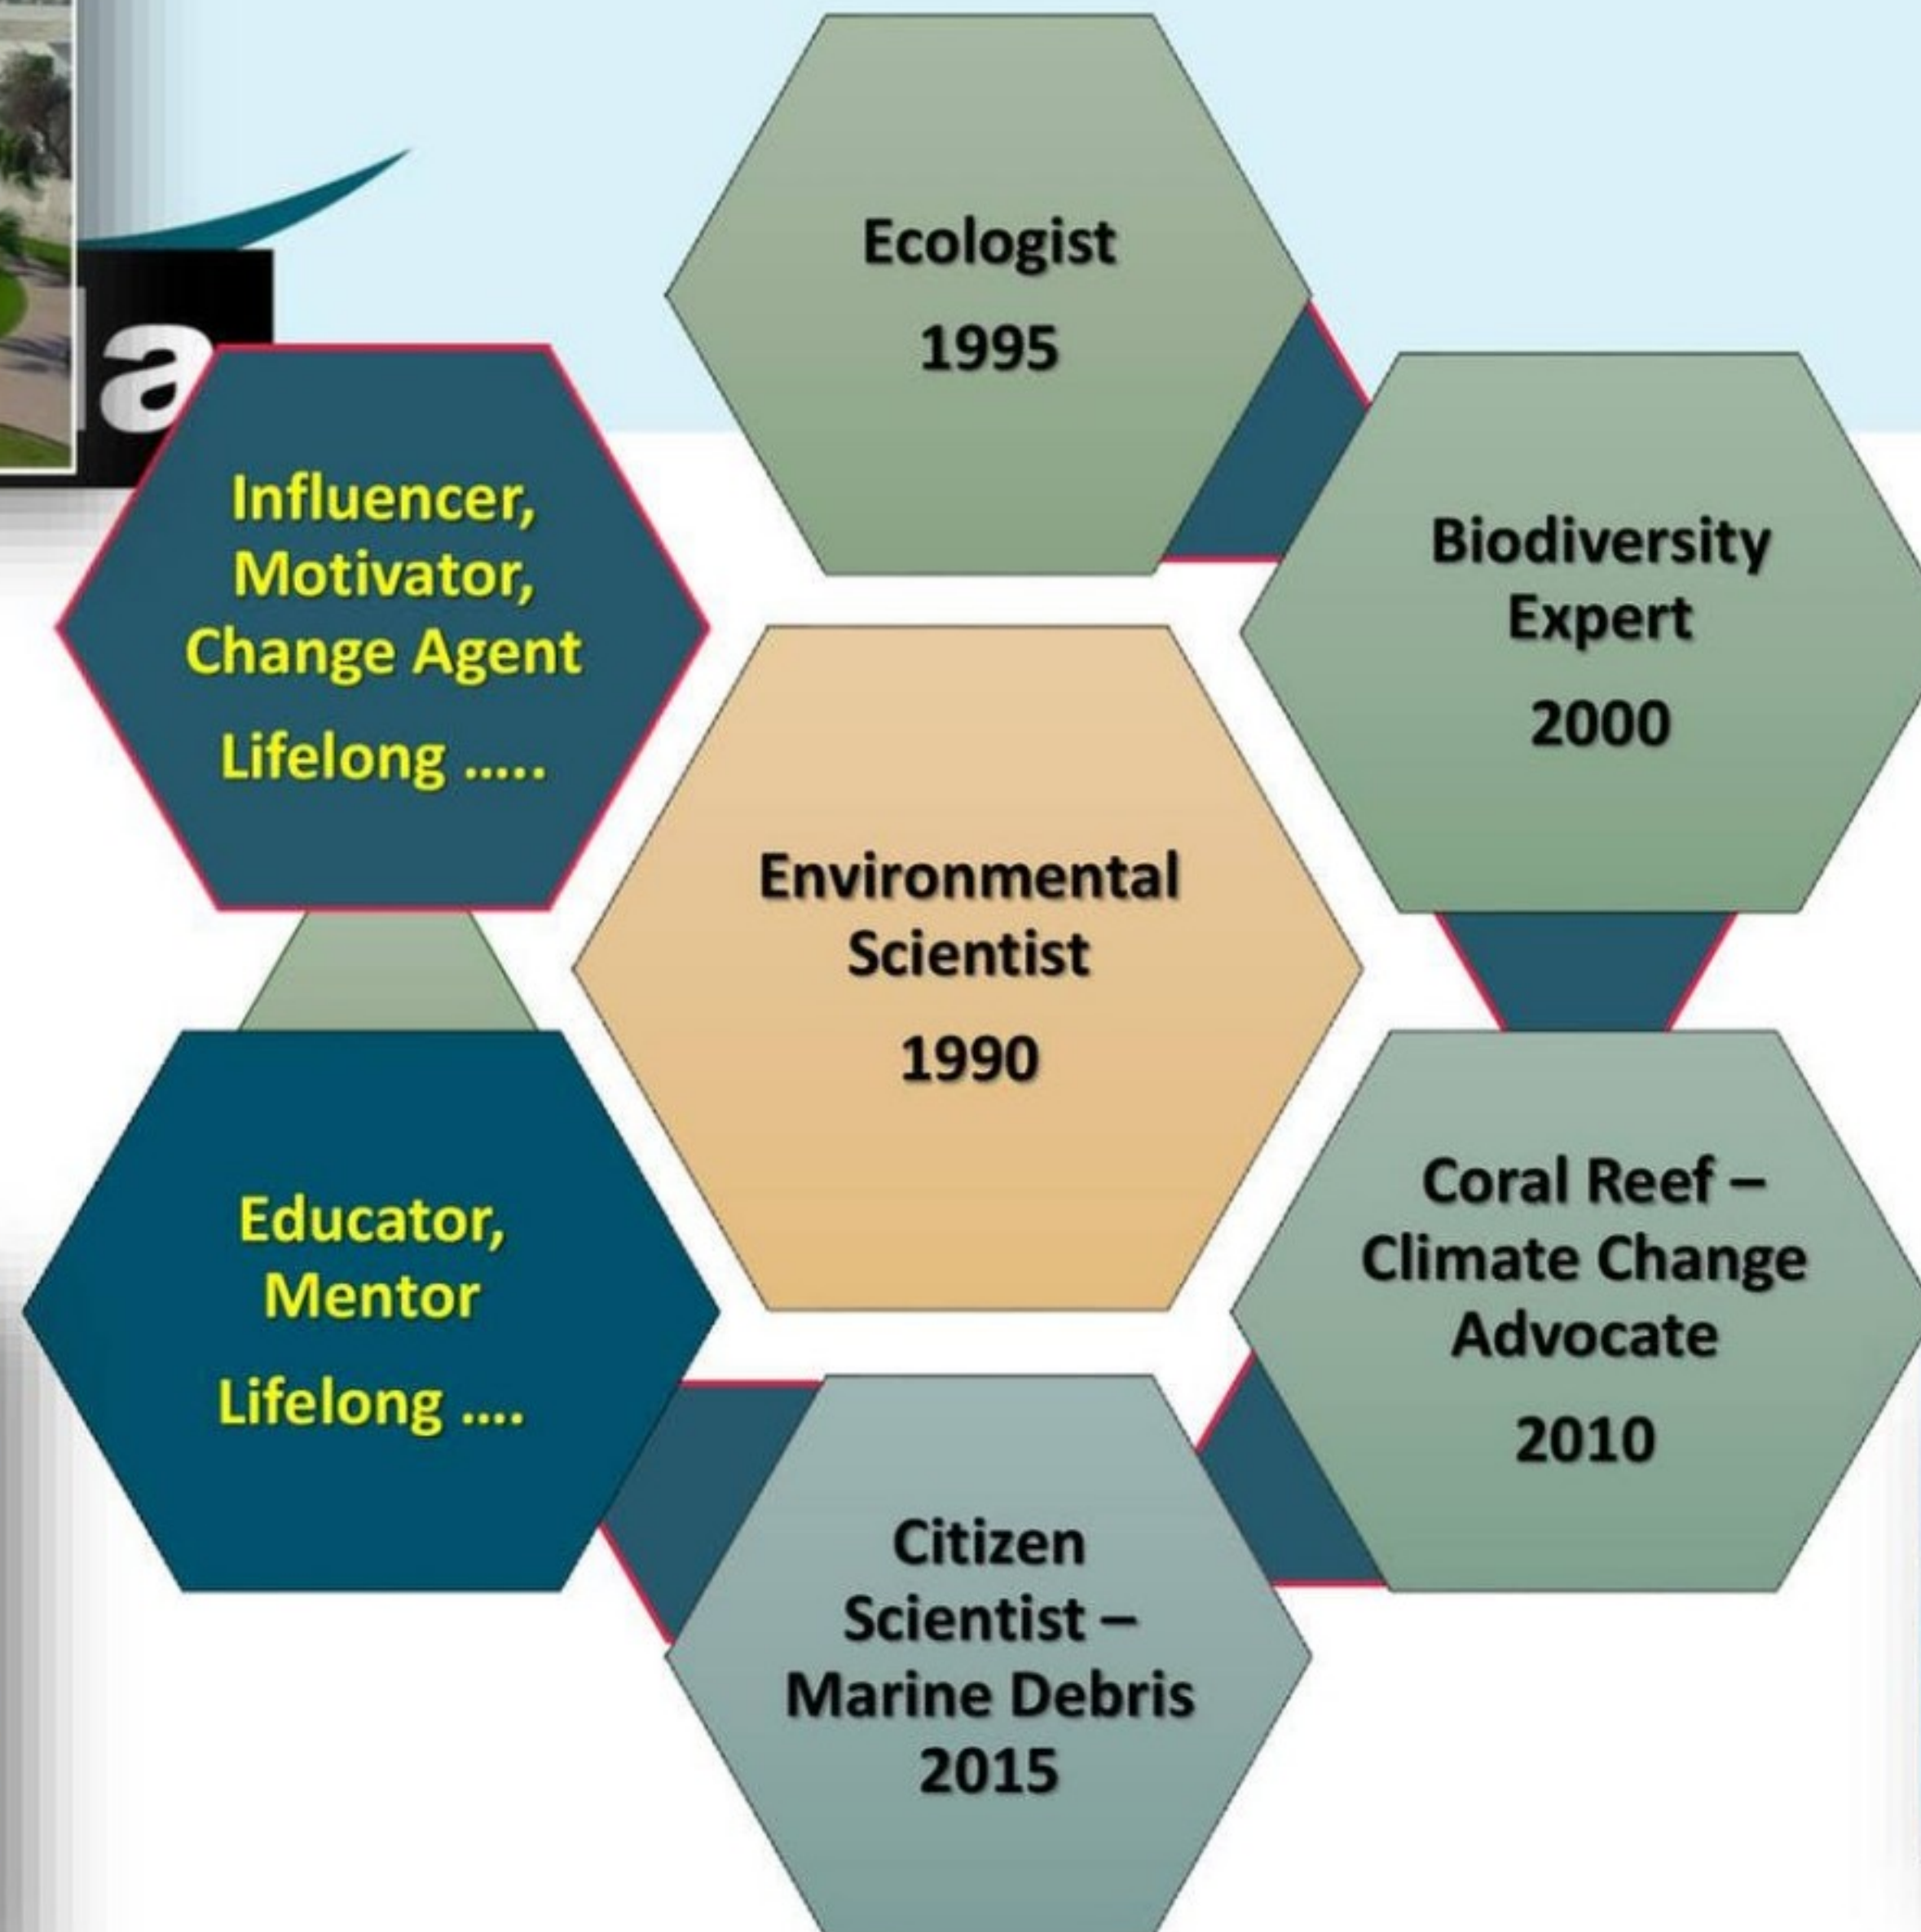 Ecologist
1995
Biodiversity
Expert
2000
Coral Reef –
Climate Change
Advocate
2010
Citizen
Scientist –
Marine Debris
2015
Educator,
Mentor
Lifelong ....
Influencer,
Motivator,
Change Agent
Lifelong .....
Environmental
Scientist
1990
a